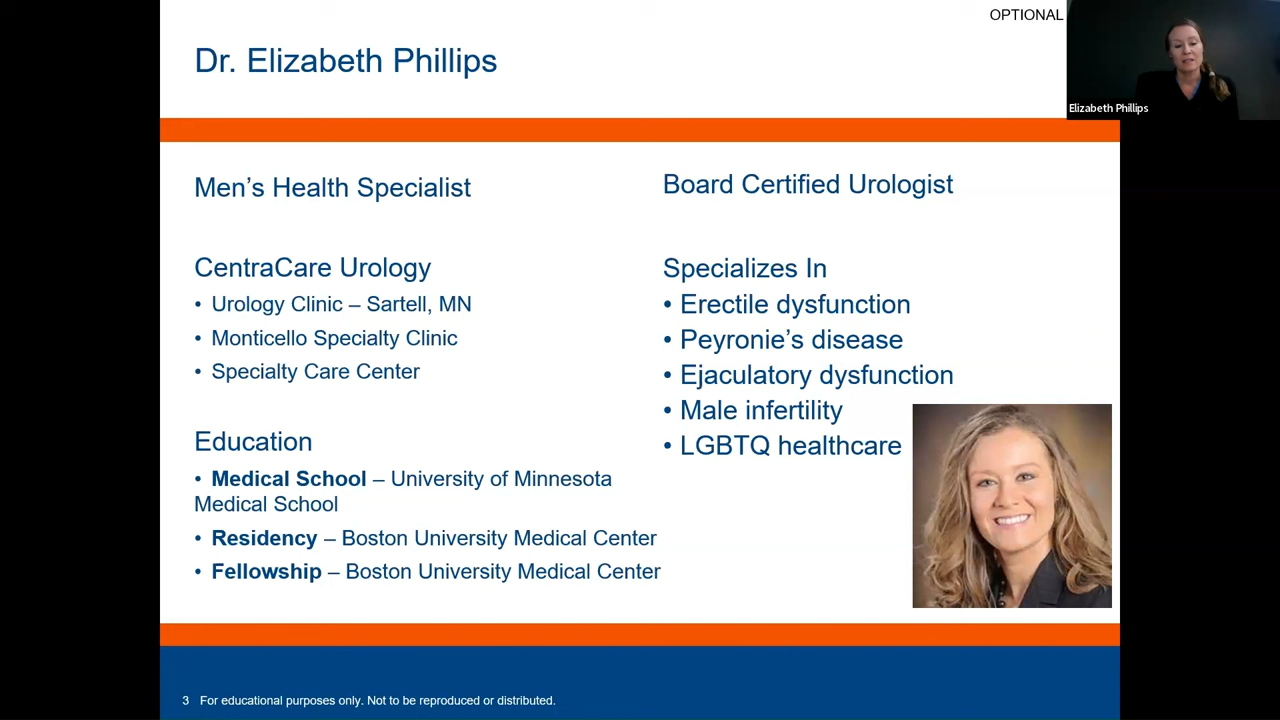 OPTIONAL
Dr. Elizabeth Phillips
Elizabeth Phillips
Men’s Health Specialist
CentraCare Urology
• Urology Clinic – Sartell, MN
• Monticello Specialty Clinic
• Specialty Care Center
Education
• Medical School – University of Minnesota
Medical School
• Residency – Boston University Medical Center
• Fellowship – Boston University Medical Center
Board Certified Urologist
Specializes In
• Erectile dysfunction
• Peyronie’s disease
• Ejaculatory dysfunction
• Male infertility
• LGBTQ healthcare
3 For educational purposes only. Not to be reproduced or distributed.